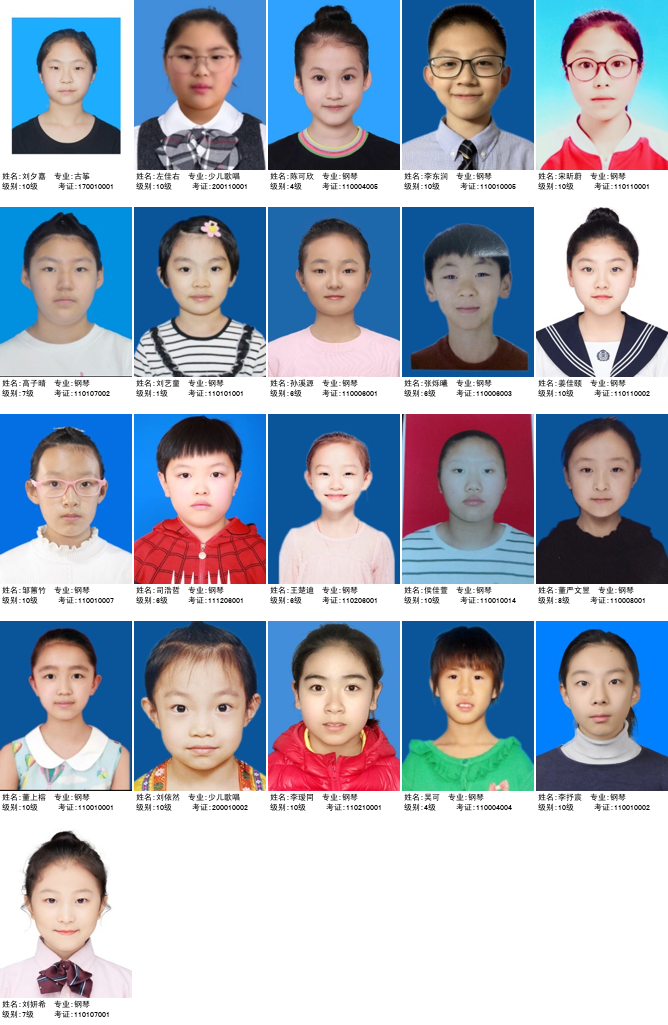 姓名:刘夕嘉 专业:古筝
级别:10级 考证:170010001
姓名:左佳右 专业:少儿歌唱
级别:10级 考证:200110001
姓名:陈可欣 专业:钢琴
级别:4级 考证:110004005
姓名:李东润 专业:钢琴
级别:10级 考证:110010005
姓名:宋昕蔚 专业:钢琴
级别:10级 考证:110110001
姓名:高子晴 专业:钢琴
级别:7级 考证:110107002
姓名:刘艺童 专业:钢琴
级别:1级 考证:110101001
姓名:孙溪源 专业:钢琴
级别:6级 考证:110006001
姓名:张烁曦 专业:钢琴
级别:6级 考证:110006003
姓名:姜佳颐 专业:钢琴
级别:10级 考证:110110002
姓名:邹蕙竹 专业:钢琴
级别:10级 考证:110010007
姓名:司浩哲 专业:钢琴
级别:6级 考证:111206001
姓名:王楚迪 专业:钢琴
级别:6级 考证:110206001
姓名:侯佳萱 专业:钢琴
级别:10级 考证:110010014
姓名:董严文昱 专业:钢琴
级别:8级 考证:110008001
姓名:董上榕 专业:钢琴
级别:10级 考证:110010001
姓名:刘依然 专业:少儿歌唱
级别:10级 考证:200010002
姓名:李瑷同 专业:钢琴
级别:10级 考证:110210001
姓名:吴可 专业:钢琴
级别:4级 考证:110004004
姓名:李抒宸 专业:钢琴
级别:10级 考证:110010002
姓名:刘妍希 专业:钢琴
级别:7级 考证:110107001